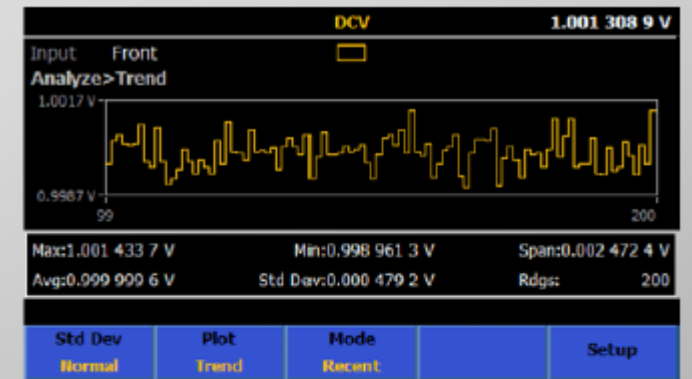 DCV 1.001 308 9 V
Input Front
Analyze>Trend
1.0017 V
0.9987 V
99 200
Max:1.001 433 7 V Min:0.998 961 3 V Span:0.002 472 4 V
Avg:0.999 999 6 V Std Dev:0.000 479 2 V Rdgs: 200
Std Dev Plot Mode Setup
Normal Trend Recent